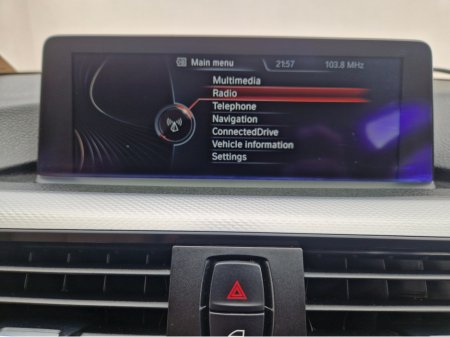 Main menu 21:57 103.8 MHz
Multimedia
Radio
Telephone
Navigation
ConnectedDrive
Vehicle information
Settings